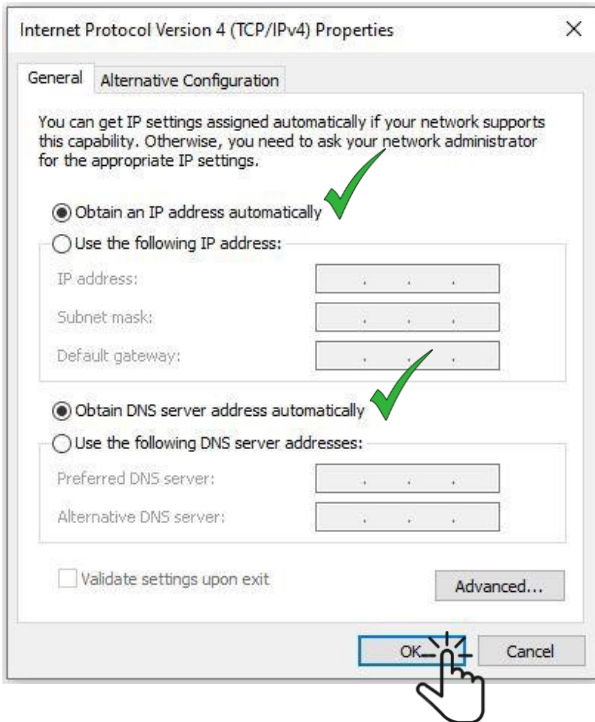 Internet Protocol Version 4 (TCP/IPv4) Properties
General Alternative Configuration
You can get IP settings assigned automatically if your network supports
this capability. Otherwise, you need to ask your network administrator
for the appropriate IP settings.
Obtain an IP address automatically
Use the following IP address:
IP address:
Subnet mask:
Default gateway:
Obtain DNS server address automatically
Use the following DNS server addresses:
Preferred DNS server:
Alternative DNS server:
Validate settings upon exit
Advanced...
OK Cancel